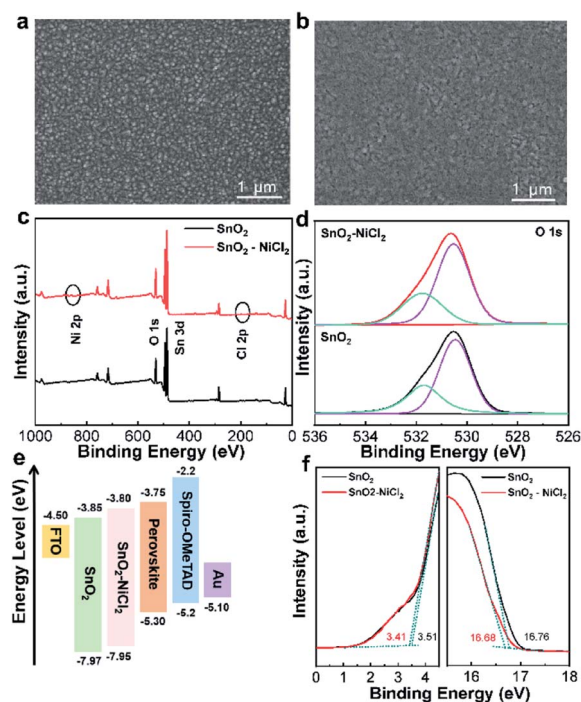 a
1 µm
b
1 µm
c
SnO₂
SnO₂ - NiCl₂
Ni 2p
O 1s
Sn 3d
Cl 2p
Intensity (a.u.)
1000 800 600 400 200 0
Binding Energy (eV)
d
SnO₂-NiCl₂
O 1s
SnO₂
Intensity (a.u.)
536 534 532 530 528 526
Binding Energy (eV)
e
Energy Level (eV)
-4.50
FTO
-3.85
SnO₂
-7.97
-3.80
SnO₂-NiCl₂
-7.95
-3.75
Perovskite
-5.30
-2.2
Spiro-OMeTAD
-5.2
Au
-5.10
f
SnO₂
SnO2-NiCl₂
3.41
3.51
SnO₂
SnO₂ - NiCl₂
16.68
16.76
Intensity (a.u.)
0 1 2 3 4
16 17 18
Binding Energy (eV)